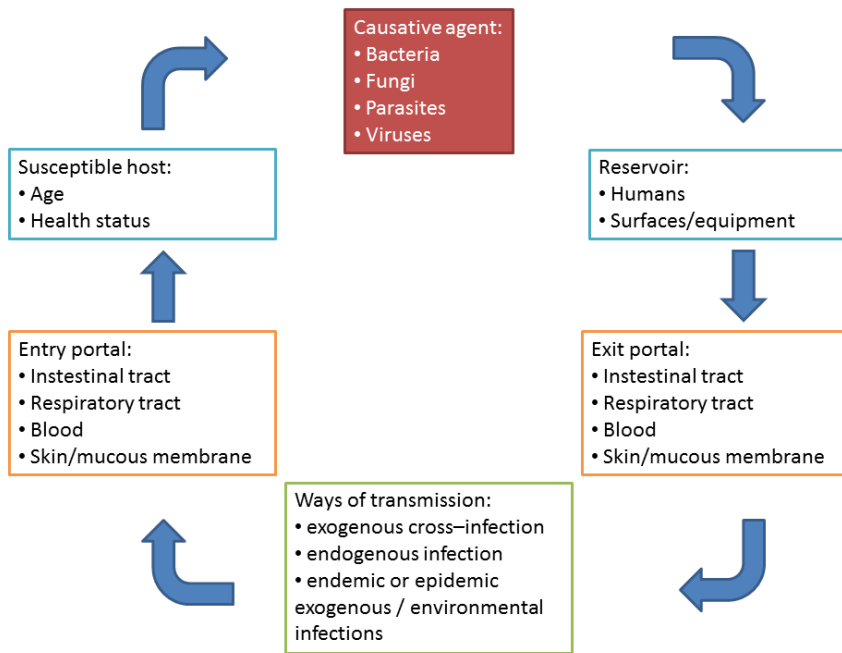 Causative agent:
• Bacteria
• Fungi
• Parasites
• Viruses
Reservoir:
• Humans
• Surfaces/equipment
Exit portal:
• Instestinal tract
• Respiratory tract
• Blood
• Skin/mucous membrane
Ways of transmission:
• exogenous cross–infection
• endogenous infection
• endemic or epidemic
exogenous / environmental
infections
Entry portal:
• Instestinal tract
• Respiratory tract
• Blood
• Skin/mucous membrane
Susceptible host:
• Age
• Health status